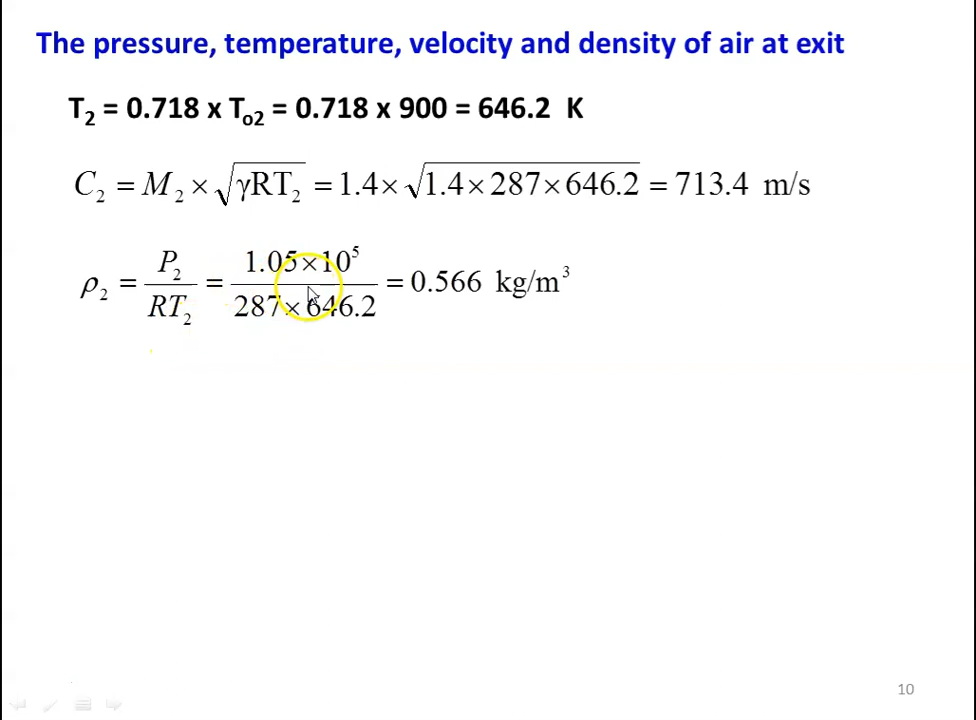 The pressure, temperature, velocity and density of air at exit
T₂ = 0.718 x Tₒ₂ = 0.718 x 900 = 646.2 K
C₂ = M₂ × √(γRT₂) = 1.4 × √(1.4 × 287 × 646.2) = 713.4 m/s
ρ₂ = P₂ / RT₂ = 1.05 × 10⁵ / 287 × 646.2 = 0.566 kg/m³
10